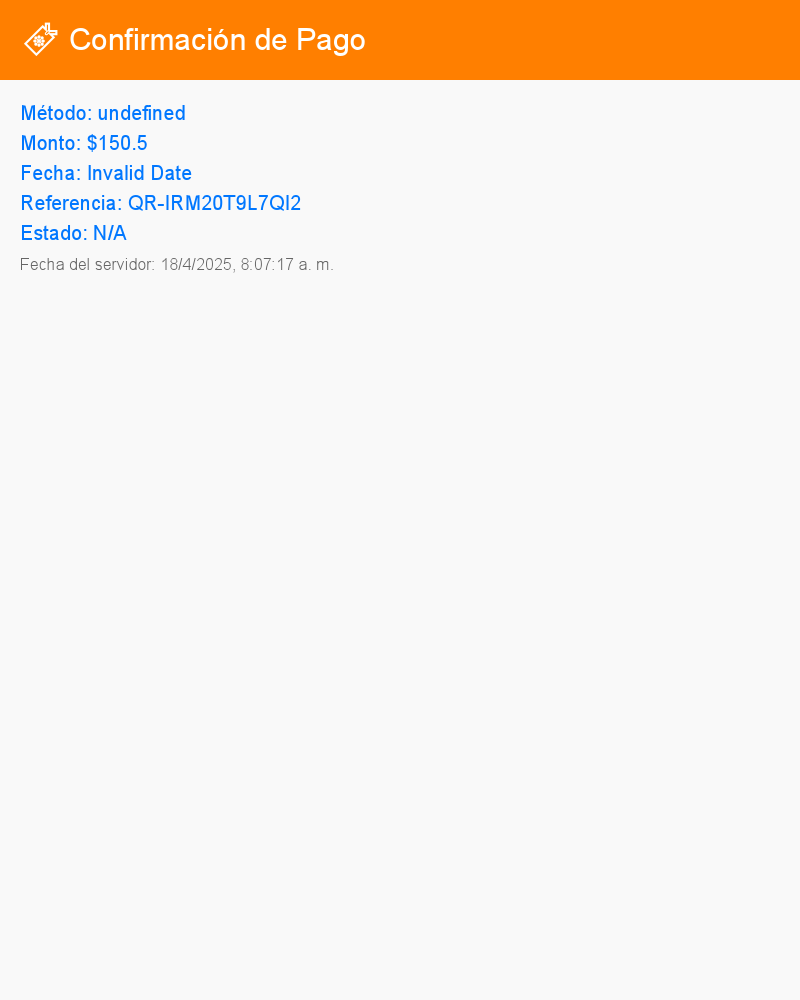 Confirmación de Pago
Método: undefined
Monto: $150.5
Fecha: Invalid Date
Referencia: QR-IRM20T9L7QI2
Estado: N/A
Fecha del servidor: 18/4/2025, 8:07:17 a. m.